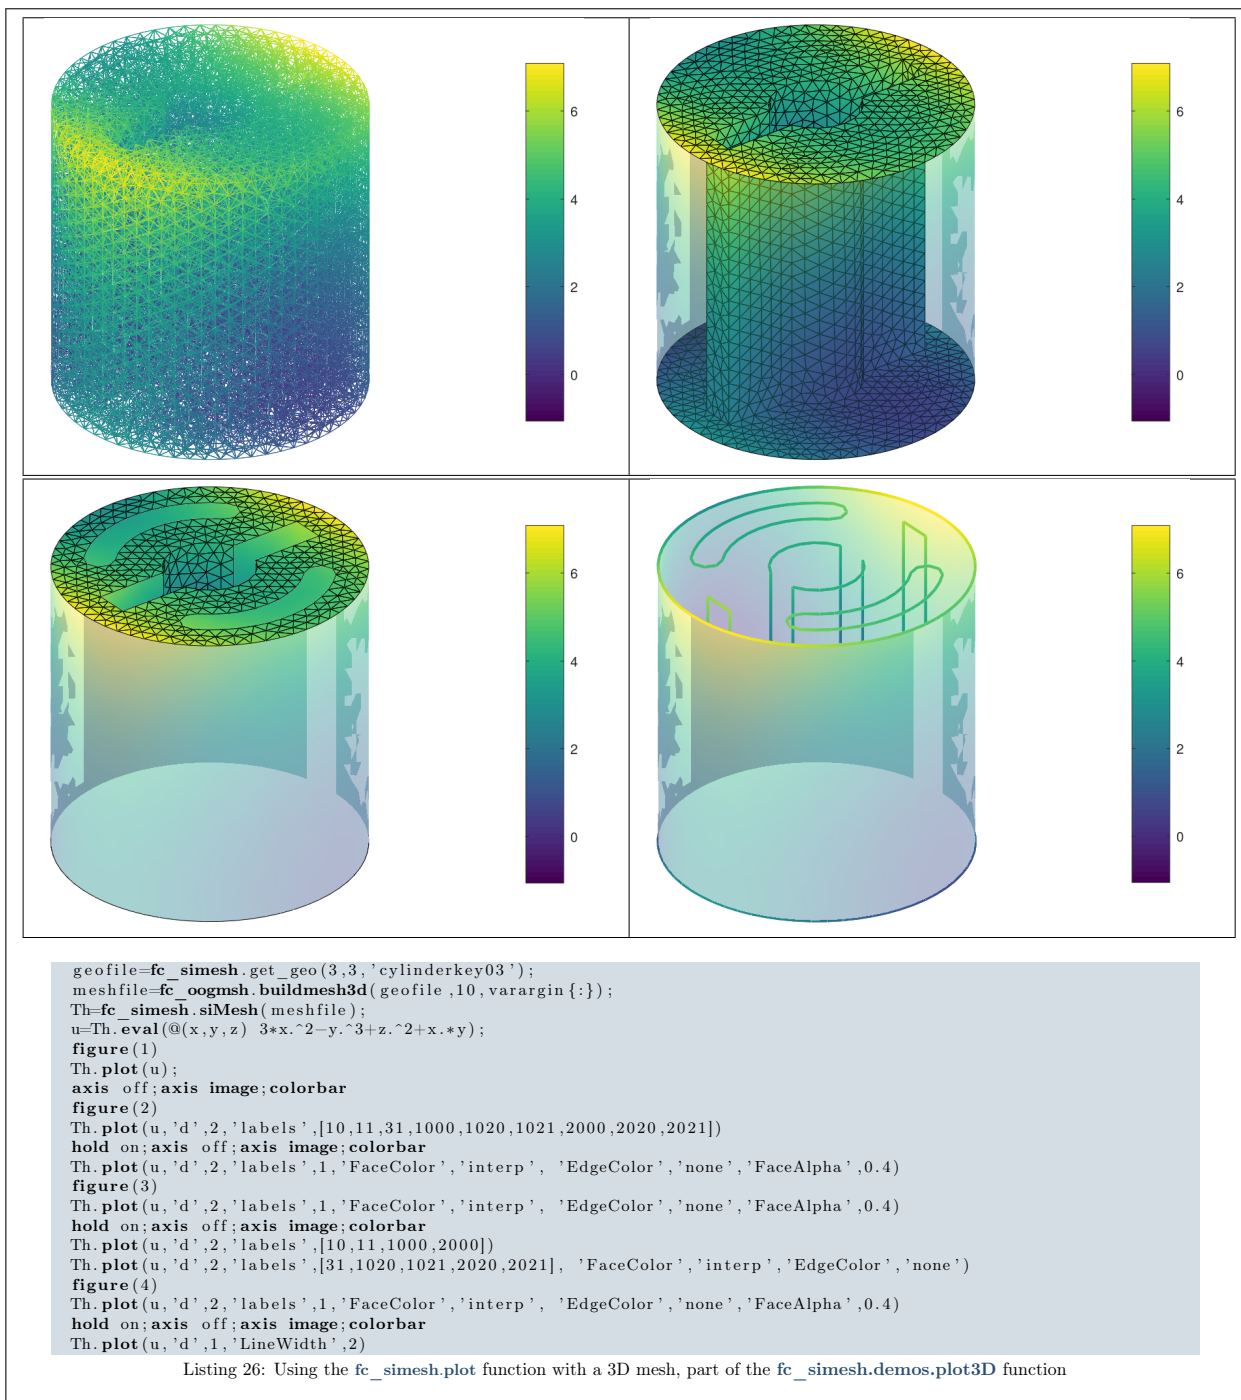 6
4
2
0
6
4
2
0
6
4
2
0
6
4
2
0
geofile=fc_simesh.get_geo(3,3,'cylinderkey03');
meshfile=fc_oogmsh.buildmesh3d(geofile,10,varargin{:});
Th=fc_simesh.siMesh(meshfile);
u=Th.eval(@(x,y,z) 3*x.^2−y.^3+z.^2+x.*y);
figure(1)
Th.plot(u);
axis off;axis image;colorbar
figure(2)
Th.plot(u,'d',2,'labels',[10,11,31,1000,1020,1021,2000,2020,2021])
hold on;axis off;axis image;colorbar
Th.plot(u,'d',2,'labels',1,'FaceColor','interp', 'EdgeColor','none','FaceAlpha',0.4)
figure(3)
Th.plot(u,'d',2,'labels',1,'FaceColor','interp', 'EdgeColor','none','FaceAlpha',0.4)
hold on;axis off;axis image;colorbar
Th.plot(u,'d',2,'labels',[10,11,1000,2000])
Th.plot(u,'d',2,'labels',[31,1020,1021,2020,2021], 'FaceColor','interp','EdgeColor','none')
figure(4)
Th.plot(u,'d',2,'labels',1,'FaceColor','interp', 'EdgeColor','none','FaceAlpha',0.4)
hold on;axis off;axis image;colorbar
Th.plot(u,'d',1,'LineWidth',2)
Listing 26: Using the fc_simesh.plot function with a 3D mesh, part of the fc_simesh.demos.plot3D function